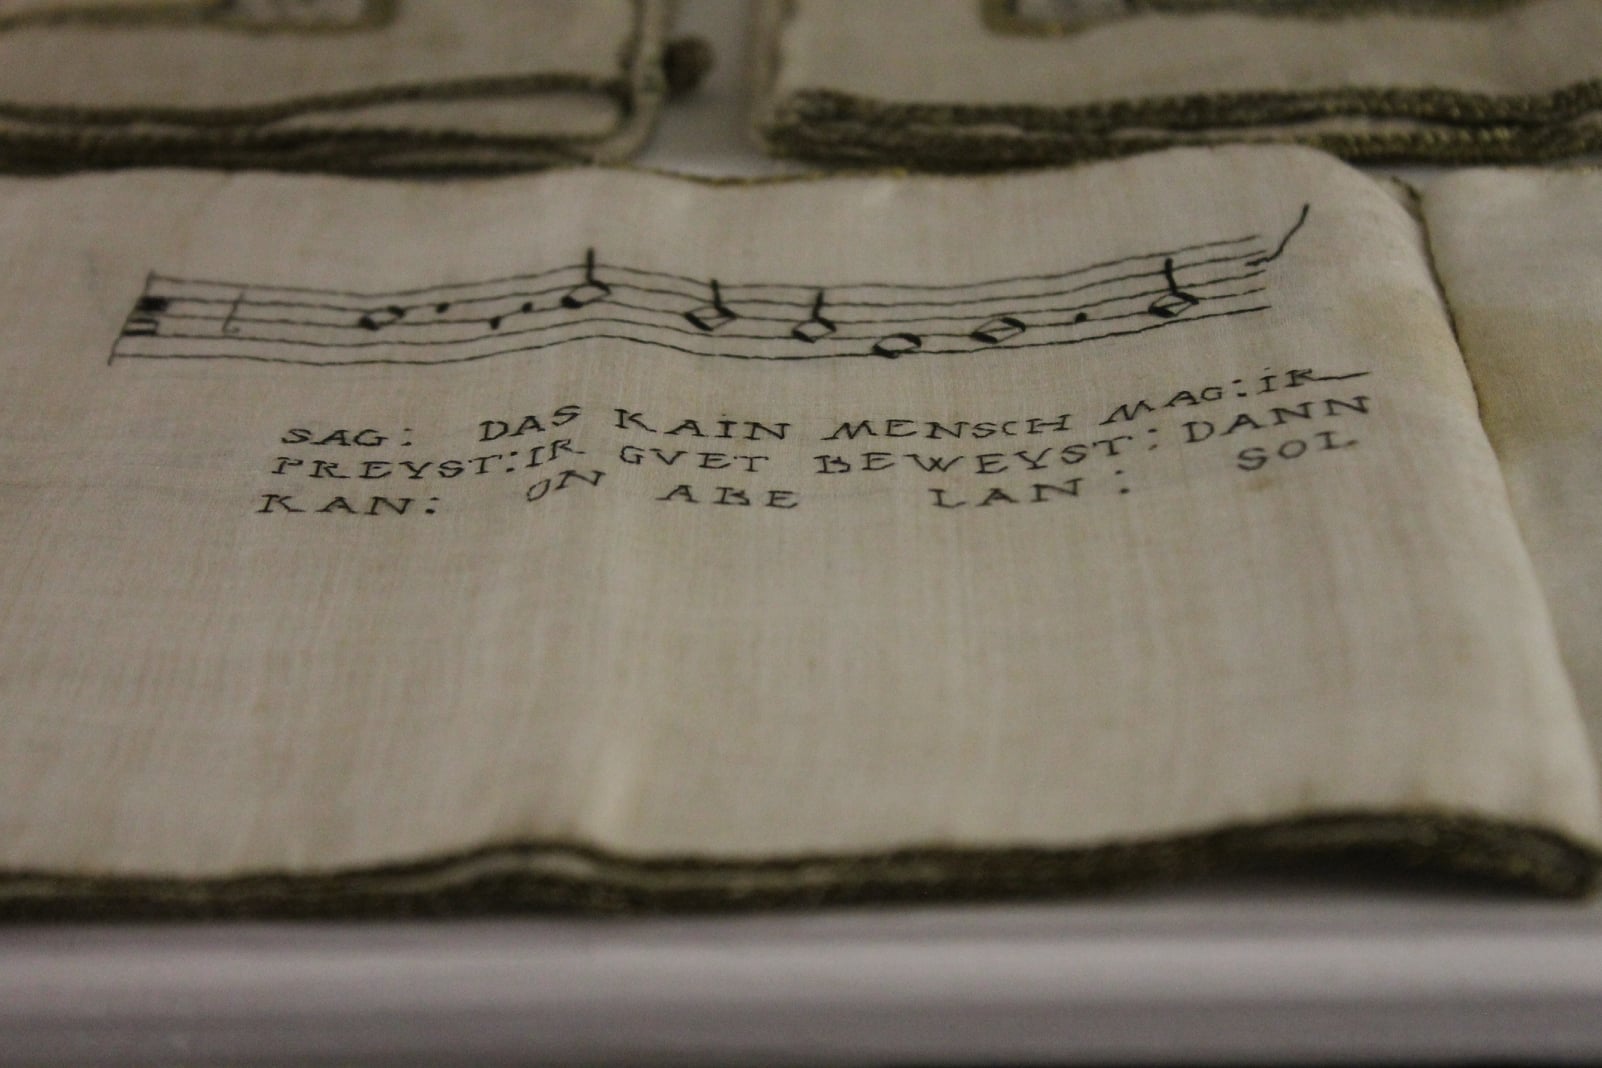 SAG: DAS KAIN MENSCH MAG: IR
PREYST: IR GVET BEWEYST: DANN
KAN: ON ABE LAN: SOL